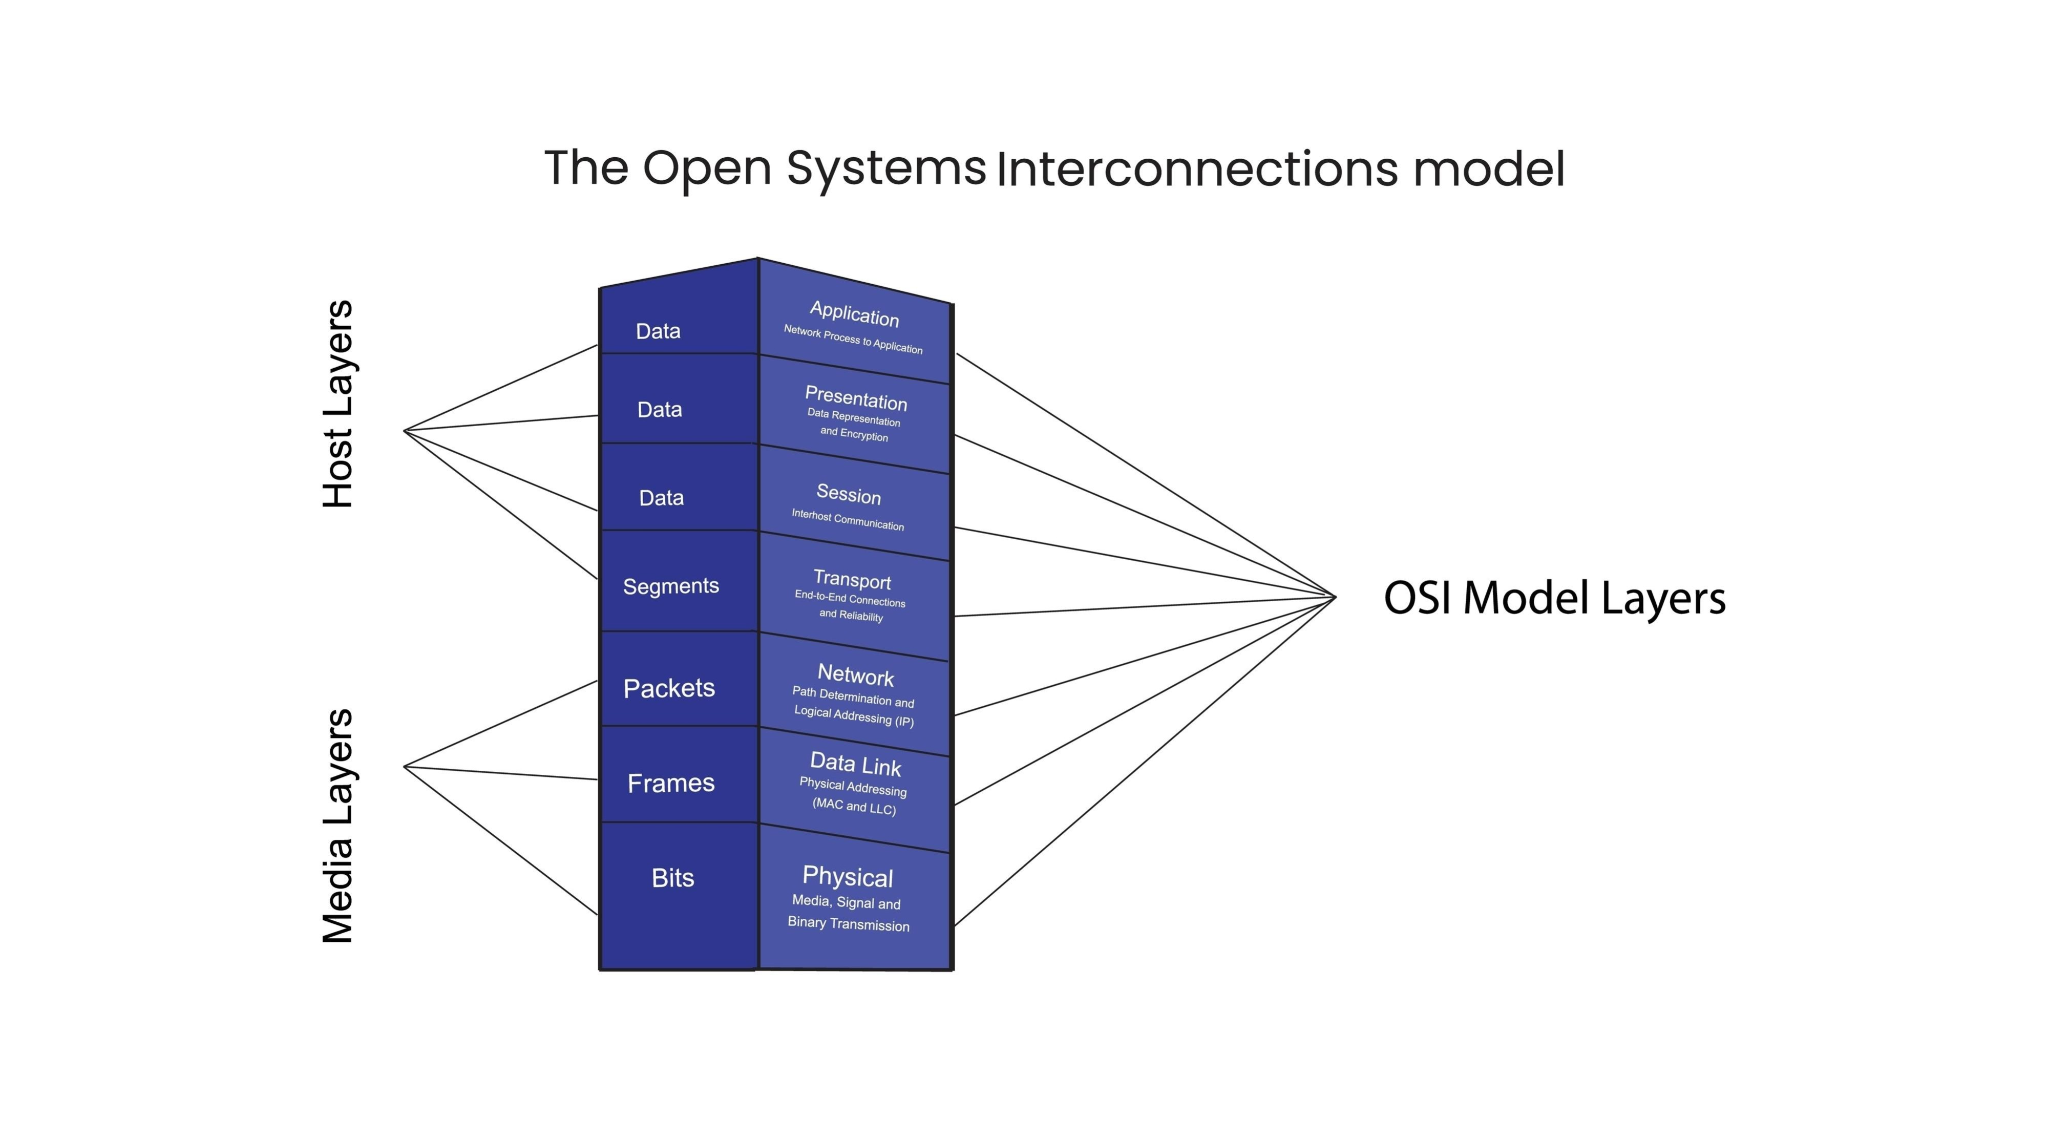 The Open Systems Interconnections model
Host Layers
Media Layers
Data
Application
Network Process to Application
Data
Presentation
Data Representation
and Encryption
Data
Session
Interhost Communication
Segments
Transport
End-to-End Connections
and Reliability
Packets
Network
Path Determination and
Logical Addressing (IP)
Frames
Data Link
Physical Addressing
(MAC and LLC)
Bits
Physical
Media, Signal and
Binary Transmission
OSI Model Layers